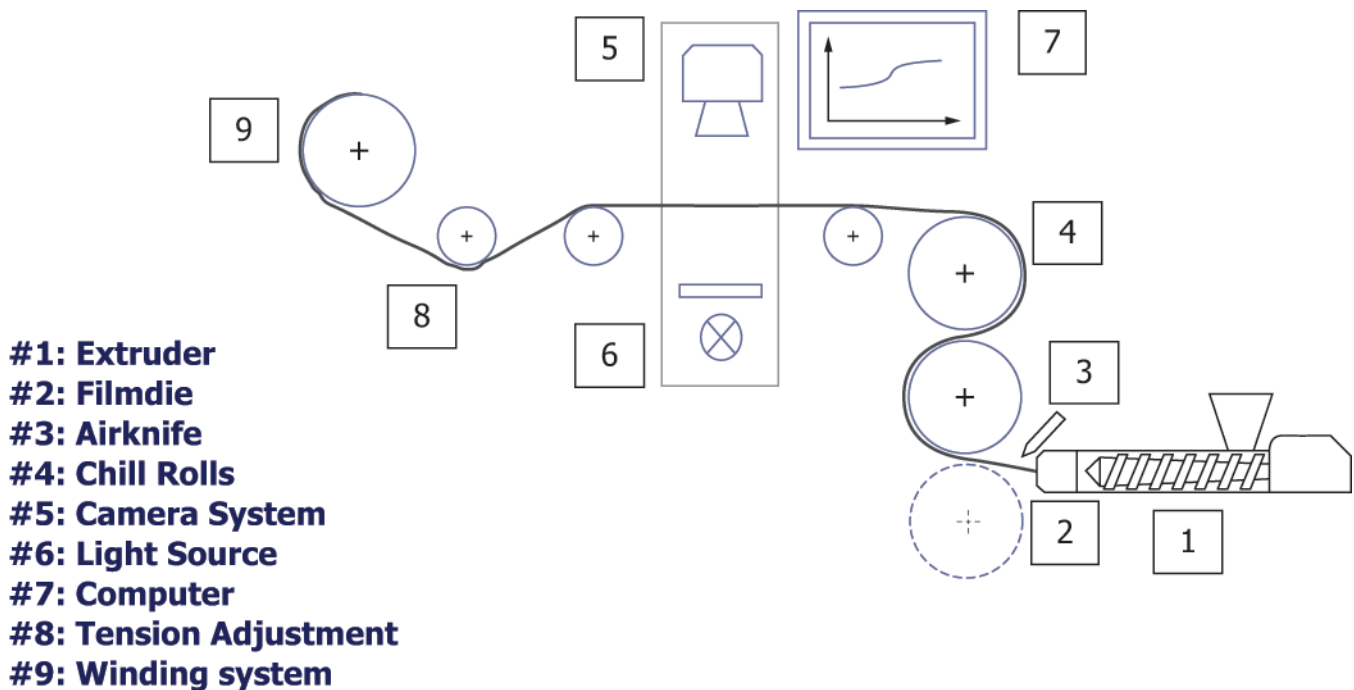 5
7
9
4
8
6
3
2
1
#1: Extruder
#2: Filmdie
#3: Airknife
#4: Chill Rolls
#5: Camera System
#6: Light Source
#7: Computer
#8: Tension Adjustment
#9: Winding system